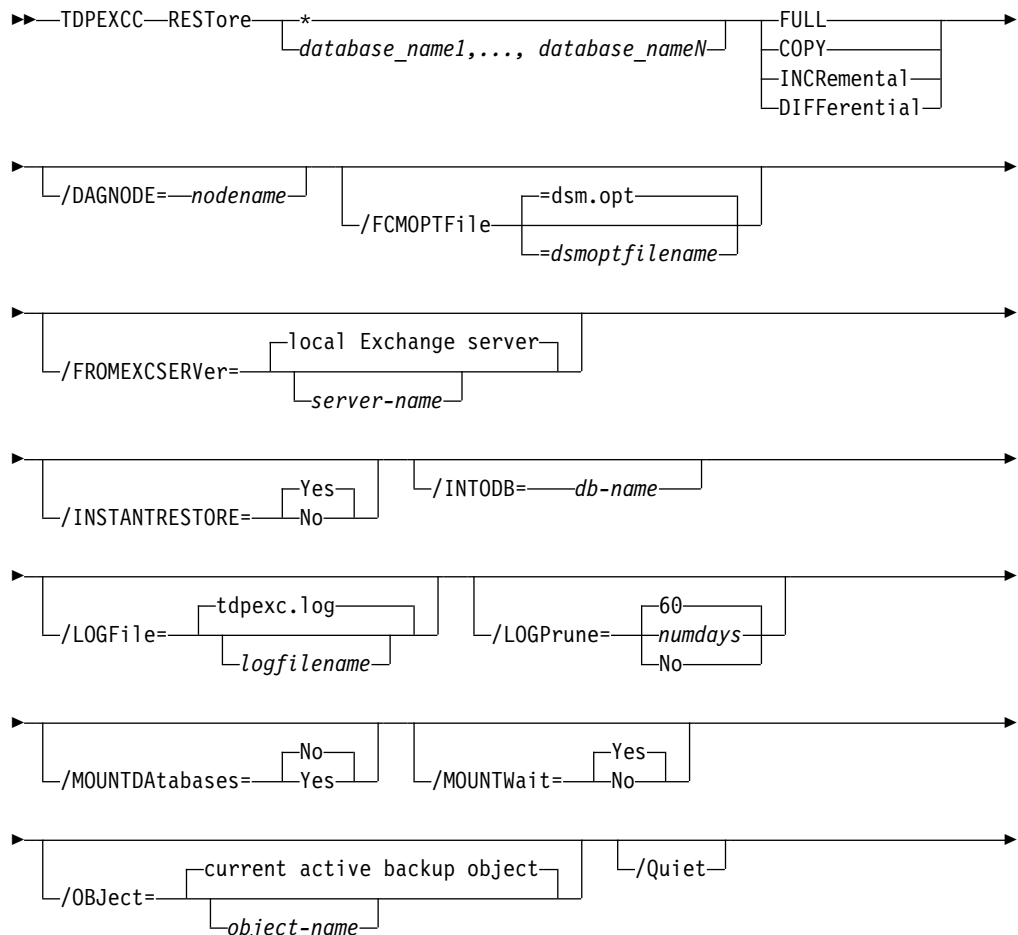 TDPEXCC RESTore * FULL
database_name1,..., database_nameN COPY
INCRemental
DIFFerential
/DAGNODE= nodename =dsm.opt
/FCMOPTFile
=dsmoptfilename
local Exchange server
/FROMEXCSERVer=
server-name
Yes
/INSTANTRESTORE= No /INTODB= db-name
tdpexc.log 60
/LOGFile= /LOGPrune= numdays
logfilename No
No Yes
/MOUNTDAtabases= Yes /MOUNTWait= No
current active backup object /Quiet
/OBJect=
object-name